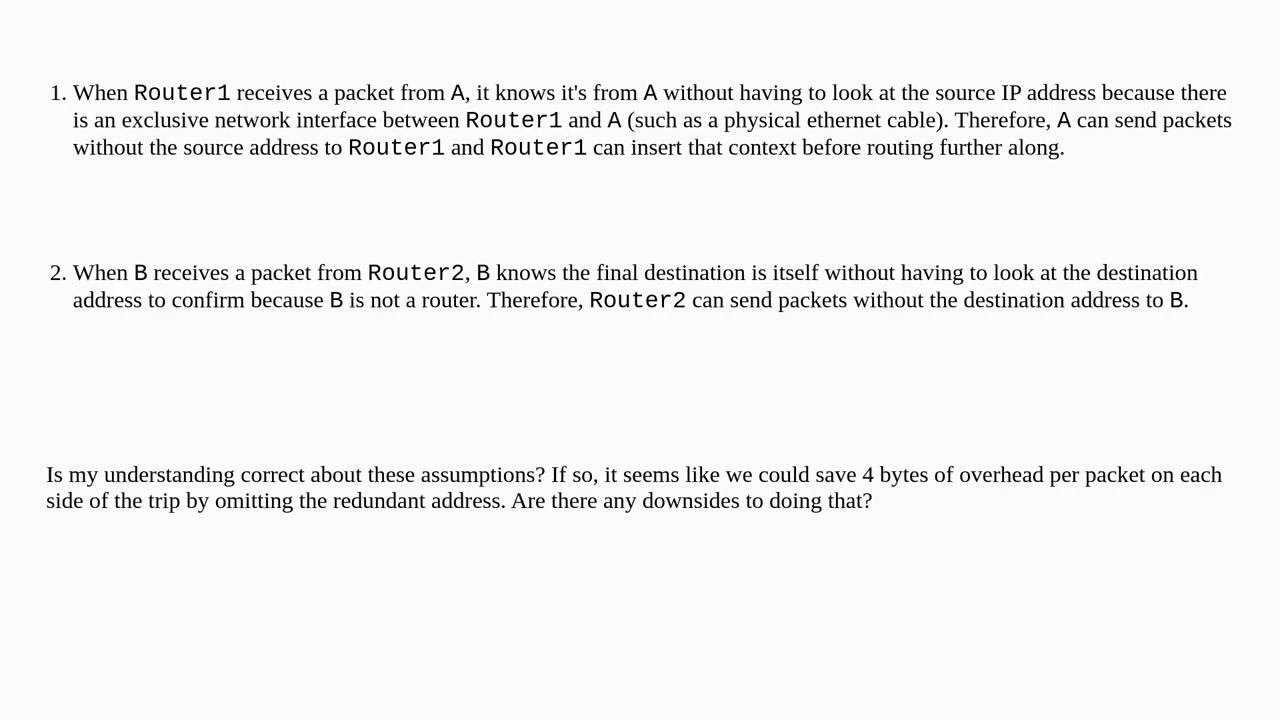 1. When Router1 receives a packet from A, it knows it's from A without having to look at the source IP address because there
is an exclusive network interface between Router1 and A (such as a physical ethernet cable). Therefore, A can send packets
without the source address to Router1 and Router1 can insert that context before routing further along.
2. When B receives a packet from Router2, B knows the final destination is itself without having to look at the destination
address to confirm because B is not a router. Therefore, Router2 can send packets without the destination address to B.
Is my understanding correct about these assumptions? If so, it seems like we could save 4 bytes of overhead per packet on each
side of the trip by omitting the redundant address. Are there any downsides to doing that?